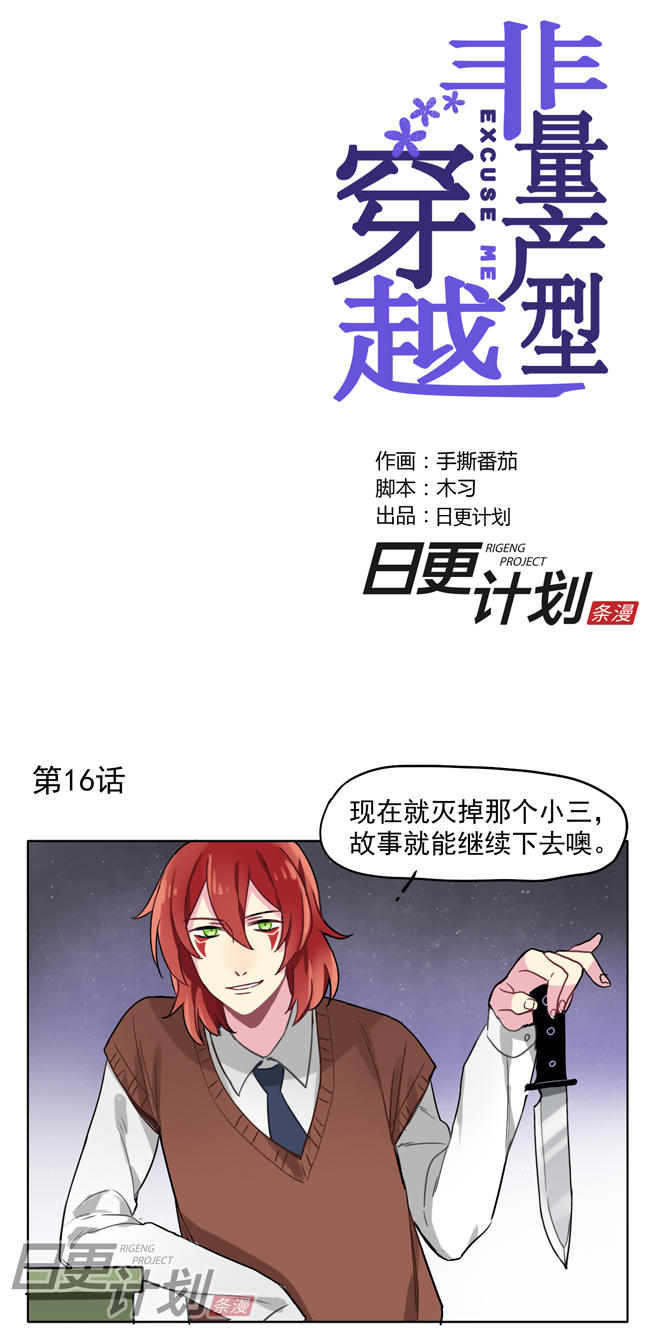 非量产型
穿越
EXCUSE ME
作画：手撕番茄
脚本：木习
出品：日更计划
日更计划
RIGENG
PROJECT
条漫
第16话
现在就灭掉那个小三，
故事就能继续下去噢。
日更计划
RIGENG
PROJECT
条漫